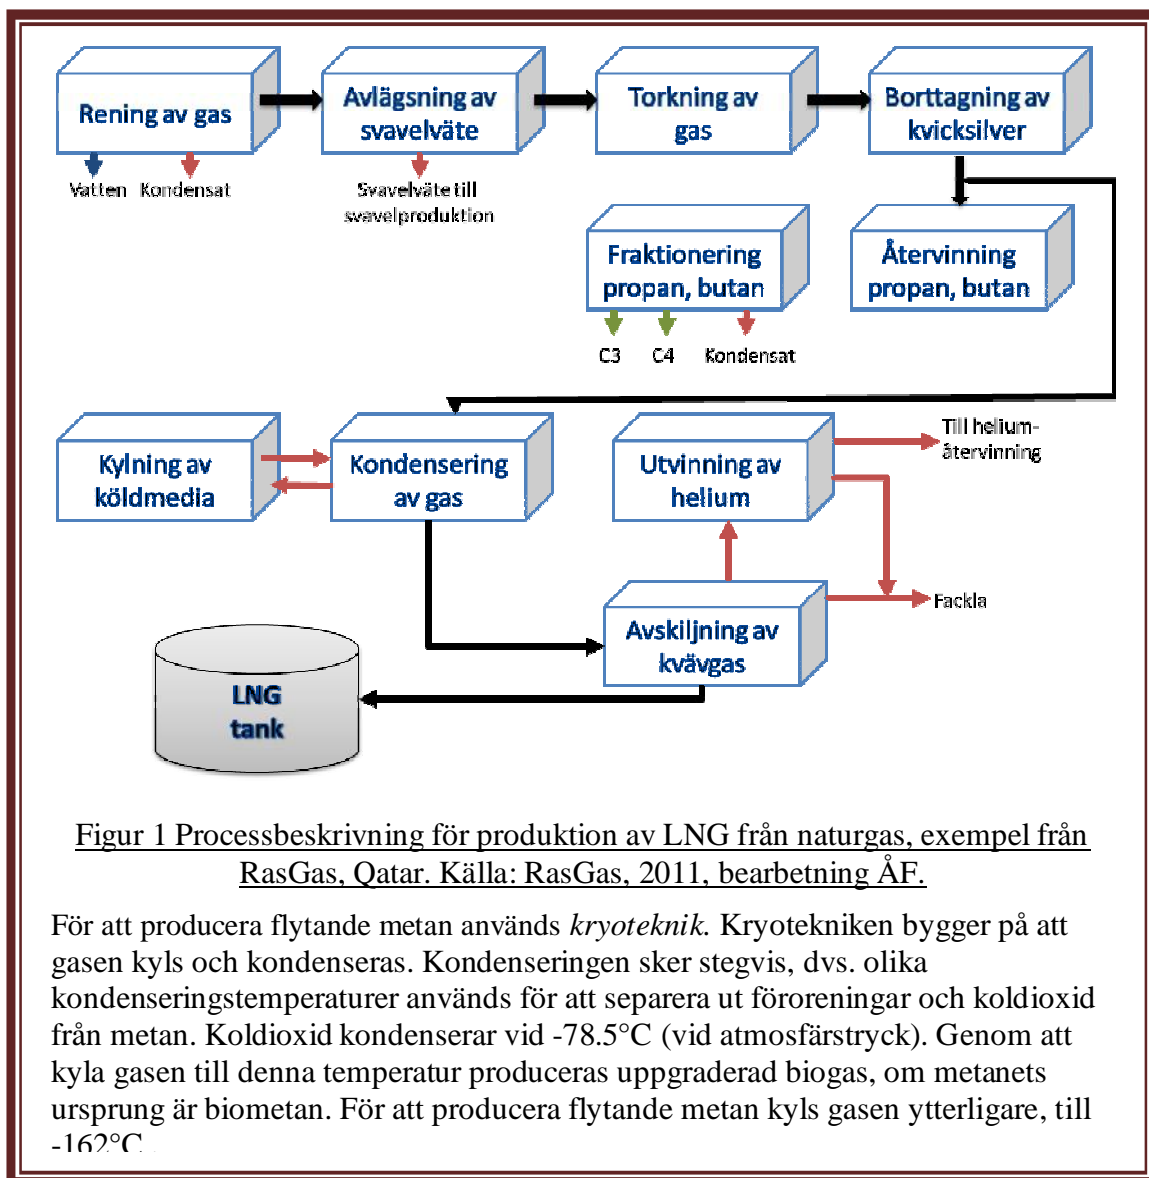 Rening av gas
Avlägsning av
svavelväte
Torkning av
gas
Borttagning av
kvicksilver
Vatten
Kondensat
Svavelväte till
svavelproduktion
Fraktionering
propan, butan
Återvinning
propan, butan
C3
C4
Kondensat
Kylning av
köldmedia
Kondensering
av gas
Utvinning av
helium
Till helium-
återvinning
Avskiljning av
kvävgas
Fackla
LNG
tank
Figur 1 Processbeskrivning för produktion av LNG från naturgas, exempel från
RasGas, Qatar. Källa: RasGas, 2011, bearbetning ÅF.
För att producera flytande metan används kryoteknik. Kryotekniken bygger på att
gasen kyls och kondenseras. Kondenseringen sker stegvis, dvs. olika
kondenseringstemperaturer används för att separera ut föroreningar och koldioxid
från metan. Koldioxid kondenserar vid -78.5°C (vid atmosfärstryck). Genom att
kyla gasen till denna temperatur produceras uppgraderad biogas, om metanets
ursprung är biometan. För att producera flytande metan kyls gasen ytterligare, till
-162°C .